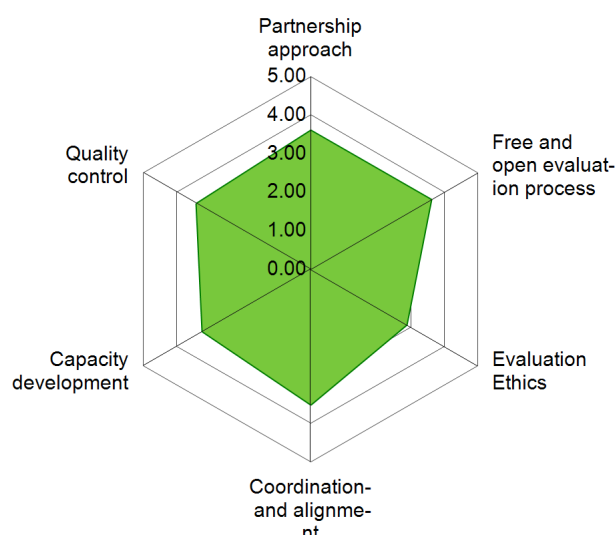 Partnership
approach
5.00
4.00
3.00
2.00
1.00
0.00
Free and
open evaluat-
ion process
Evaluation
Ethics
Coordination-
and alignme-
nt
Capacity
development
Quality
control